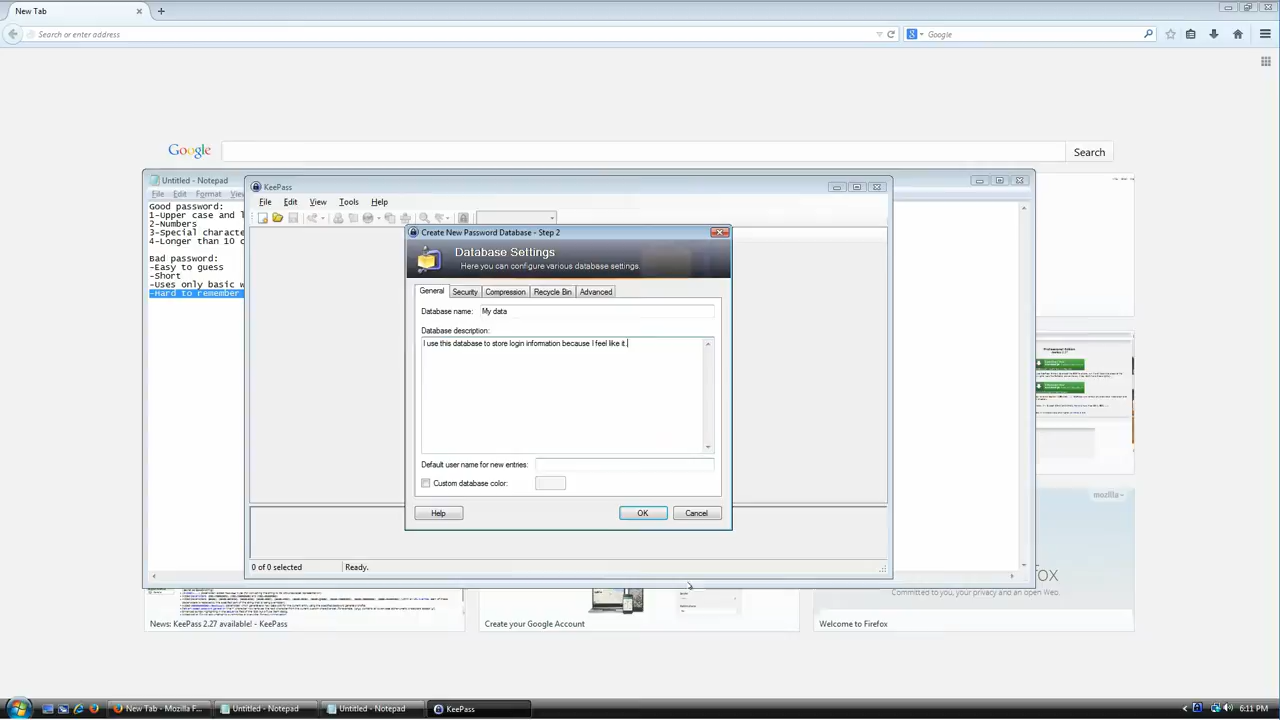 New Tab
Search or enter address
Google
Google
Search
Untitled - Notepad
File Edit Format
Good password:
1-Upper case and
2-Numbers
3-Special
4-Longer than 10
Bad password:
-Easy to guess
-Short
-Uses only basic
-Hard to remember
KeePass
File Edit View Tools Help
Create New Password Database - Step 2
Database Settings
Here you can configure various database settings.
General Security Compression Recycle Bin Advanced
Database name: My data
Database description:
I use this database to store login information because I feel like it.
Default user name for new entries:
Custom database color:
Help OK Cancel
0 of 0 selected Ready.
mozilla
committed to you, your privacy and an open Web.
News: KeePass 2.27 available! - KeePass
Create your Google Account
Welcome to Firefox
New Tab - Mozilla F...
Untitled - Notepad
Untitled - Notepad
KeePass
6:11 PM